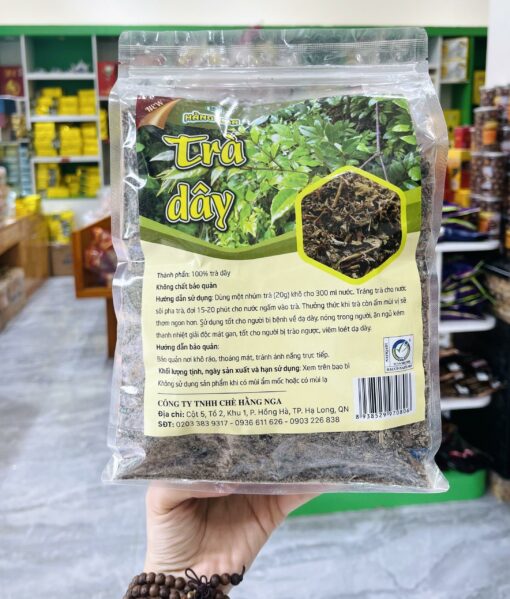 NEW
HẰNG NGA
Trà
dây
Thành phần: 100% trà dây
Không chất bảo quản
Hướng dẫn sử dụng: Dùng một nhúm trà (20g) khô cho 300 ml nước. Tráng trà cho nước
sôi pha trà, đợi 15-20 phút cho nước ngấm vào trà. Thưởng thức khi trà còn ấm mùi vị sẽ
thơm ngon hơn. Sử dụng tốt cho người bị bệnh về dạ dày, nóng trong người, ăn ngủ kém
thanh nhiệt giải độc mát gan, tốt cho người bị trào ngược, viêm loét dạ dày.
Hướng dẫn bảo quản:
Bảo quản nơi khô ráo, thoáng mát, tránh ánh nắng trực tiếp.
Khối lượng tịnh, ngày sản xuất và hạn sử dụng: Xem trên bao bì
Không sử dụng sản phẩm khi có mùi ẩm mốc hoặc có mùi lạ
CÔNG TY TNHH CHÈ HẰNG NGA
Địa chỉ: Cột 5, Tổ 2, Khu 1, P. Hồng Hà, TP. Hạ Long, QN
SĐT: 0203 383 9317 - 0936 611 626 - 0903 226 838
8 938529 070806